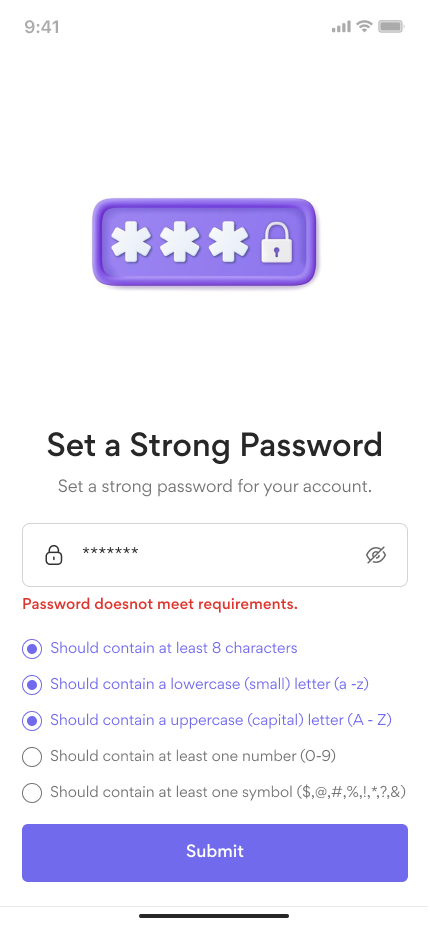 9:41
Set a Strong Password
Set a strong password for your account.
*******
Password doesnot meet requirements.
Should contain at least 8 characters
Should contain a lowercase (small) letter (a -z)
Should contain a uppercase (capital) letter (A - Z)
Should contain at least one number (0-9)
Should contain at least one symbol ($,@,#,%,!,*,?,&)
Submit